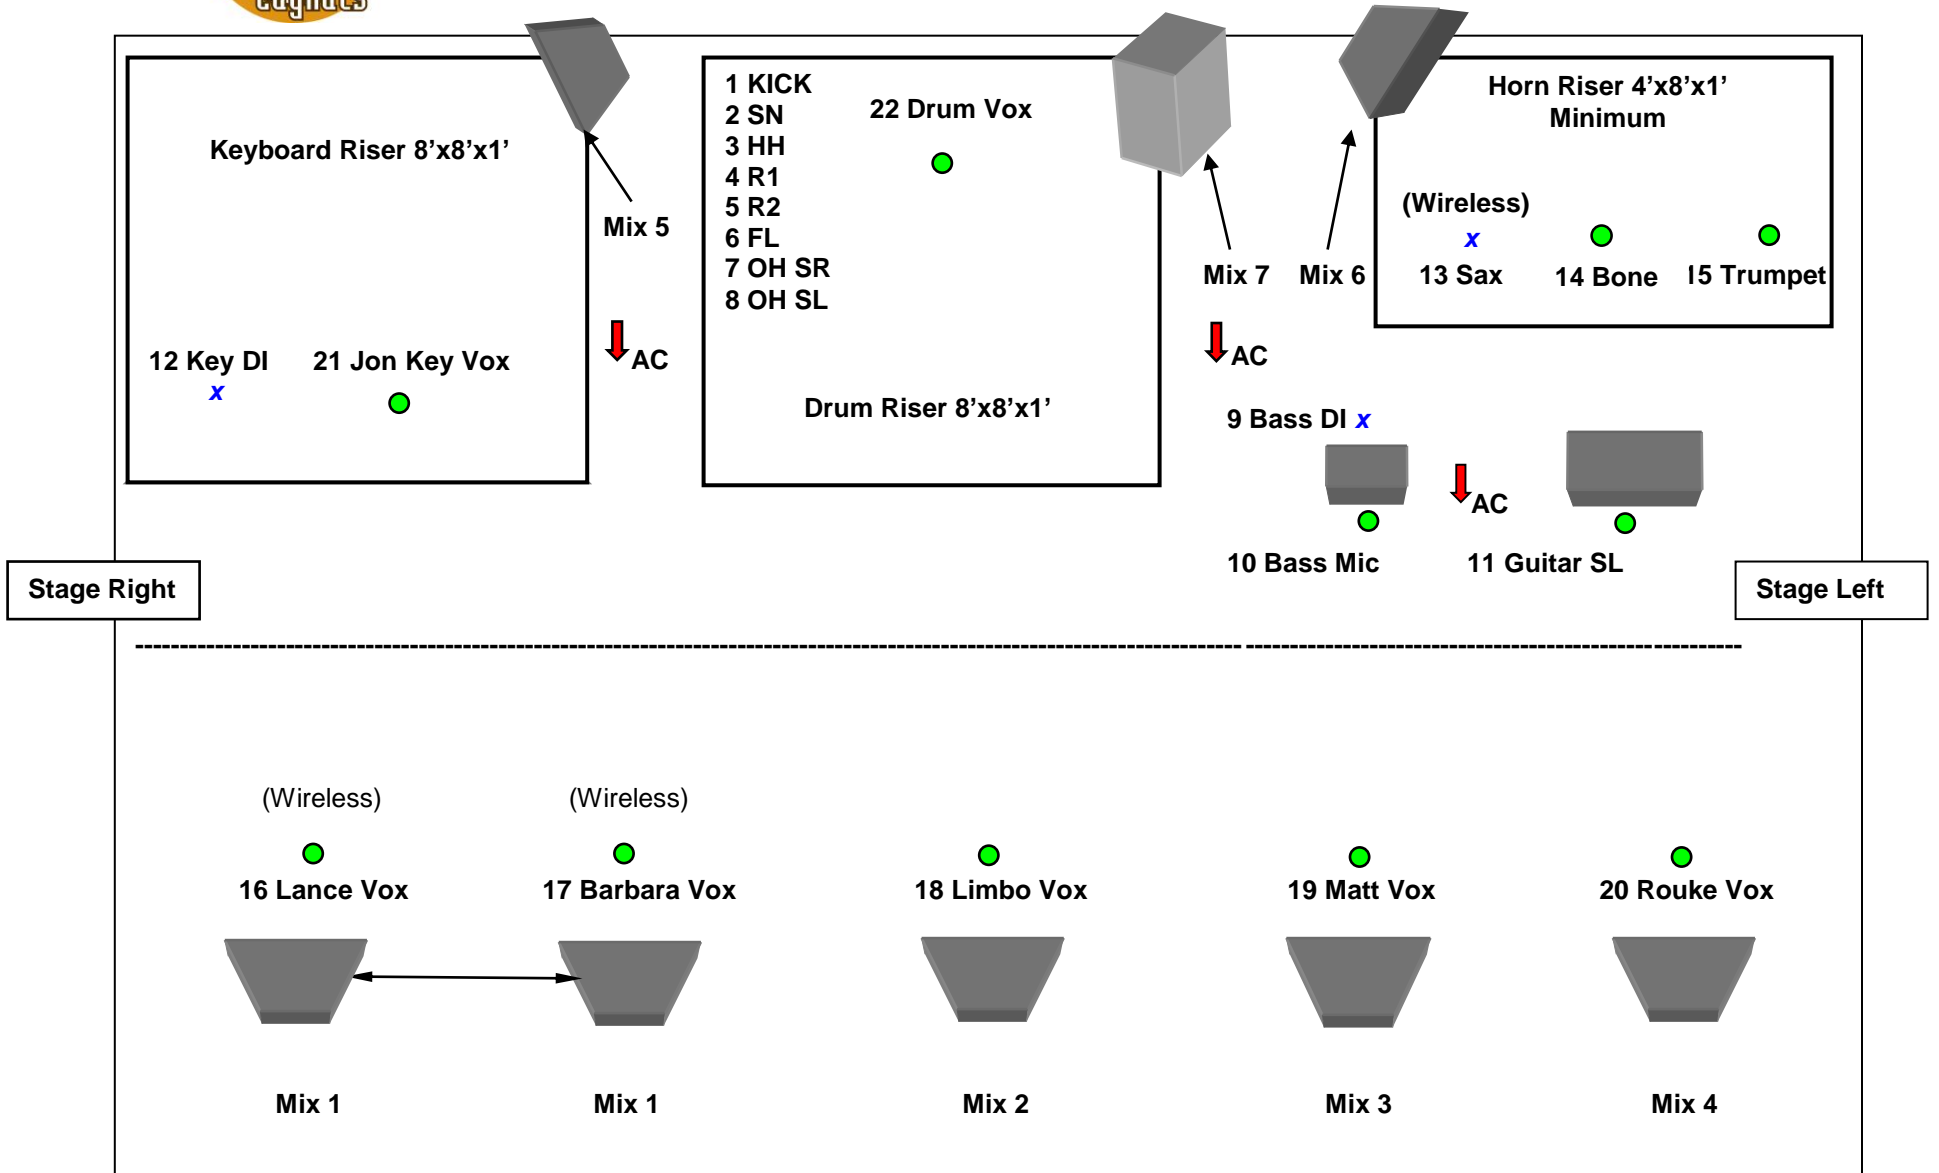 Keyboard Riser 8’x8’x1’
Mix 5
12 Key DI
x
21 Jon Key Vox
AC
1 KICK
2 SN
3 HH
4 R1
5 R2
6 FL
7 OH SR
8 OH SL
22 Drum Vox
Drum Riser 8’x8’x1’
Mix 7
Mix 6
AC
Horn Riser 4’x8’x1’
Minimum
(Wireless)
x
13 Sax
14 Bone
15 Trumpet
9 Bass DI x
AC
10 Bass Mic
11 Guitar SL
Stage Right
Stage Left
(Wireless)
(Wireless)
16 Lance Vox
17 Barbara Vox
18 Limbo Vox
19 Matt Vox
20 Rouke Vox
Mix 1
Mix 1
Mix 2
Mix 3
Mix 4